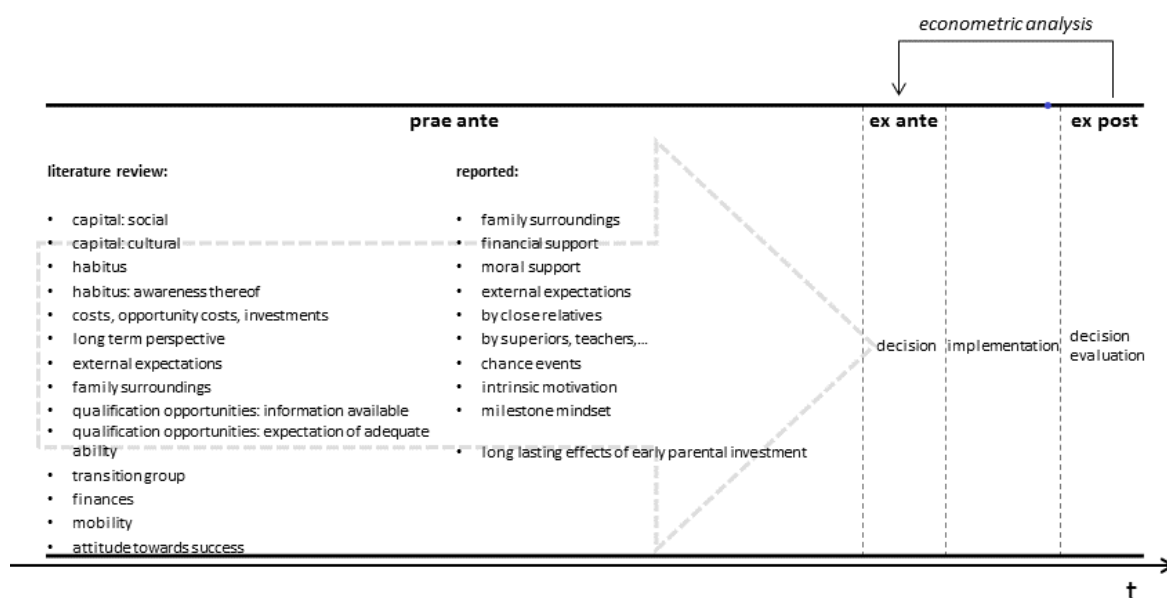 econometric analysis
prae ante
ex ante
ex post
literature review:
• capital: social
• capital: cultural
• habitus
• habitus: awareness thereof
• costs, opportunity costs, investments
• long term perspective
• external expectations
• family surroundings
• qualification opportunities: information available
• qualification opportunities: expectation of adequate
ability
• transition group
• finances
• mobility
• attitude towards success
reported:
• family surroundings
• financial support
• moral support
• external expectations
• by close relatives
• by superiors, teachers,...
• chance events
• intrinsic motivation
• milestone mindset
• long lasting effects of early parental investment
decision
implementation
decision
evaluation
t